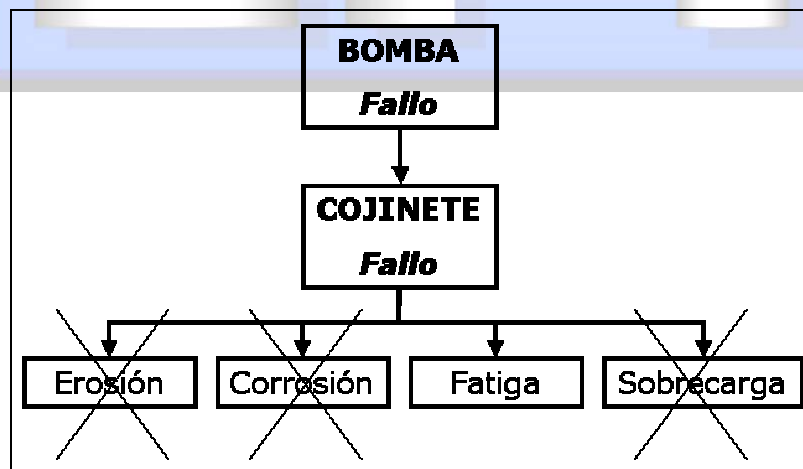 BOMBA
Fallo
COJINETE
Fallo
Erosión Corrosión Fatiga Sobrecarga